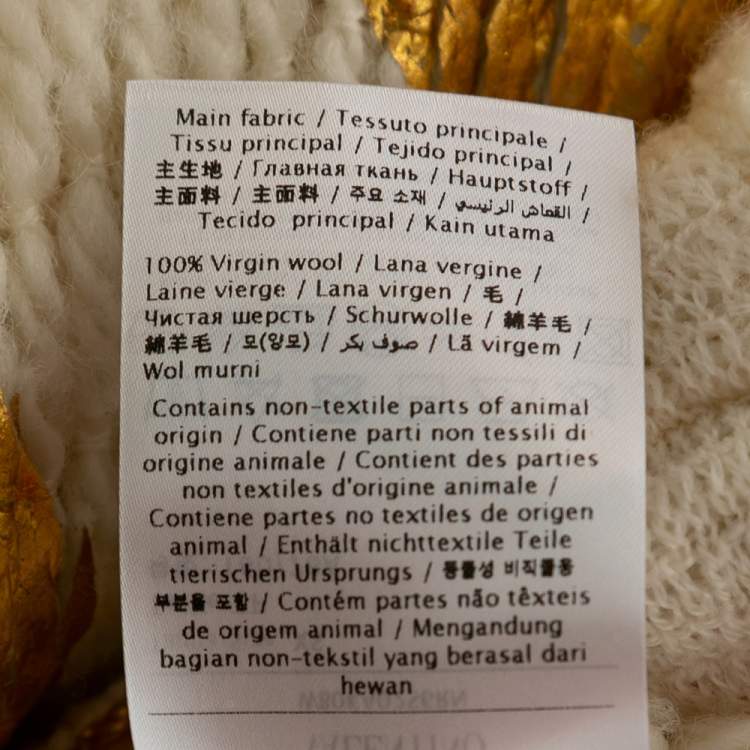 Main fabric / Tessuto principale /
Tissu principal / Tejido principal /
主生地 / Главная ткань / Hauptstoff /
主面料 / 主面料 / 주요 소재 / القماش الرئيسي /
Tecido principal / Kain utama
100% Virgin wool / Lana vergine /
Laine vierge / Lana virgen / 毛 /
Чистая шерсть / Schurwolle / 綿羊毛 /
綿羊毛 / 모(양모) / صوف بكر / Lã virgem /
Wol murni
Contains non-textile parts of animal
origin / Contiene parti non tessili di
origine animale / Contient des parties
non textiles d'origine animale /
Contiene partes no textiles de origen
animal / Enthält nichttextile Teile
tierischen Ursprungs / 동물성 비직물용
부분을 포함 / Contém partes não têxteis
de origem animal / Mengandung
bagian non-tekstil yang berasal dari
hewan
VALENTINO